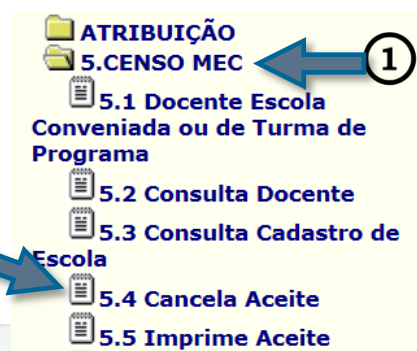 ATRIBUIÇÃO
5.CENSO MEC
1
5.1 Docente Escola
Conveniada ou de Turma de
Programa
5.2 Consulta Docente
5.3 Consulta Cadastro de
Escola
5.4 Cancela Aceite
5.5 Imprime Aceite